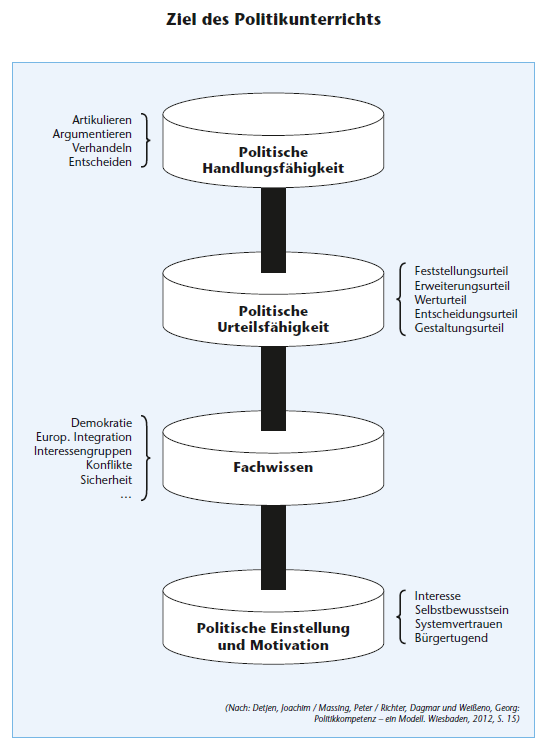 Ziel des Politikunterrichts
Artikulieren
Argumentieren
Verhandeln
Entscheiden
Politische
Handlungsfähigkeit
Politische
Urteilsfähigkeit
Feststellungsurteil
Erweiterungsurteil
Werturteil
Entscheidungsurteil
Gestaltungsurteil
Demokratie
Europ. Integration
Interessengruppen
Konflikte
Sicherheit
...
Fachwissen
Politische Einstellung
und Motivation
Interesse
Selbstbewusstsein
Systemvertrauen
Bürgertugend
(Nach: Detjen, Joachim / Massing, Peter / Richter, Dagmar und Weißeno, Georg:
Politikkompetenz – ein Modell. Wiesbaden, 2012, S. 15)